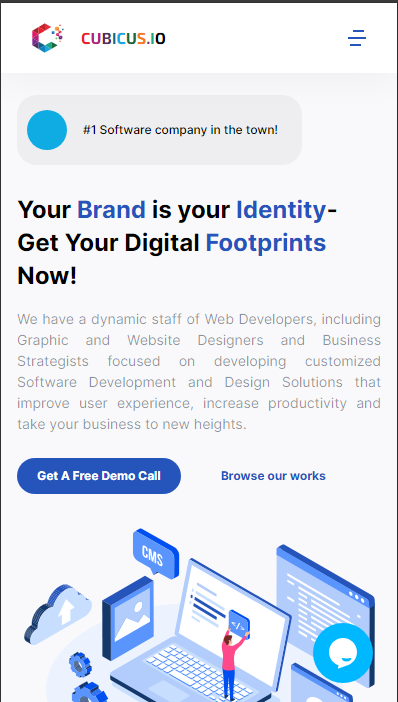 CUBICUS.IO
#1 Software company in the town!
Your Brand is your Identity-
Get Your Digital Footprints
Now!
We have a dynamic staff of Web Developers, including
Graphic and Website Designers and Business
Strategists focused on developing customized
Software Development and Design Solutions that
improve user experience, increase productivity and
take your business to new heights.
Get A Free Demo Call
Browse our works
CMS
</>